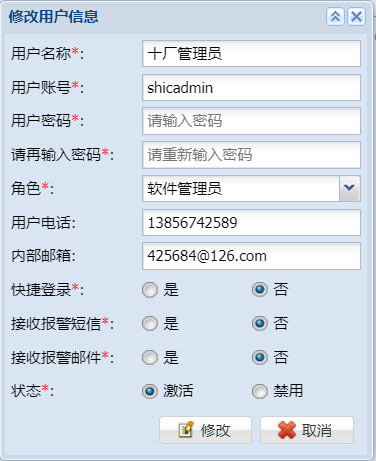 修改用户信息
用户名称*: 十厂管理员
用户账号*: shicadmin
用户密码*: 请输入密码
请再输入密码*: 请重新输入密码
角色*: 软件管理员
用户电话: 13856742589
内部邮箱: 425684@126.com
快捷登录*: 是 否
接收报警短信*: 是 否
接收报警邮件*: 是 否
状态*: 激活 禁用
修改 取消